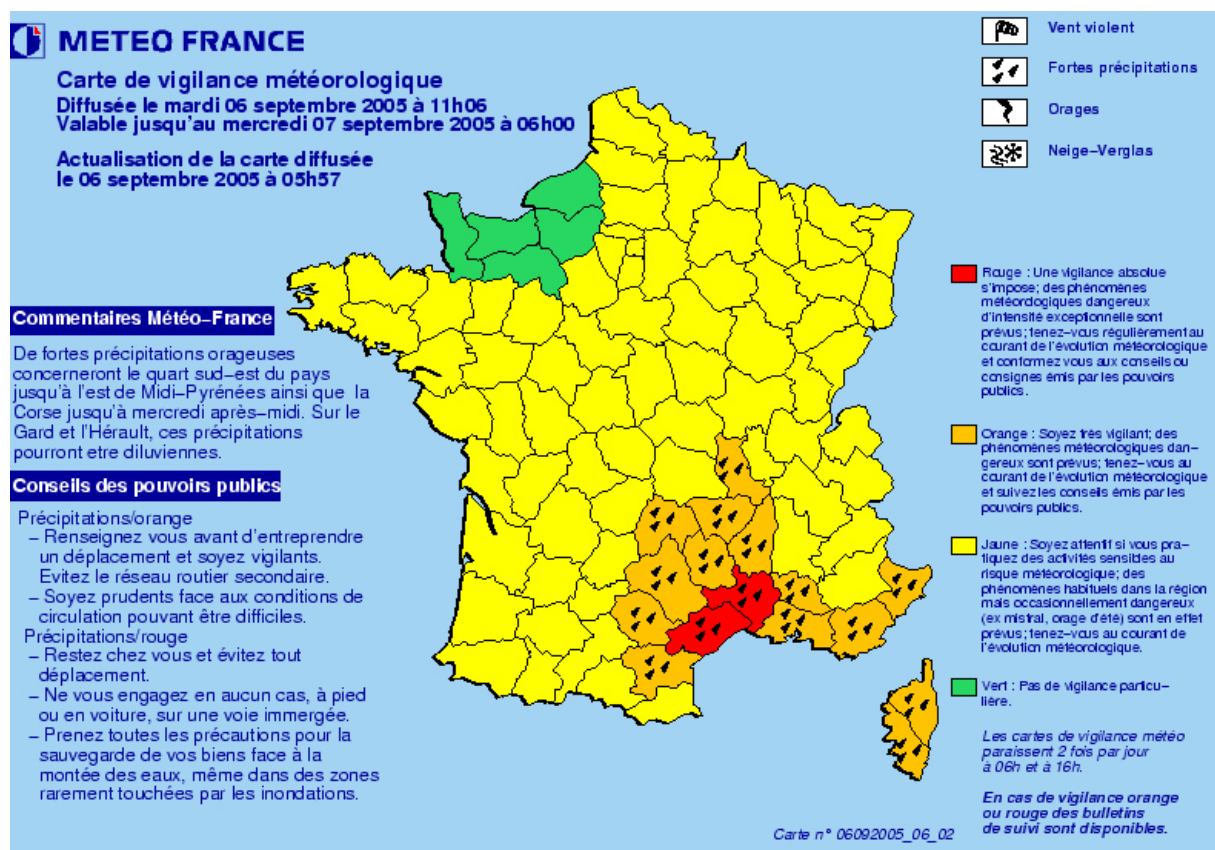 METEO FRANCE
Carte de vigilance météorologique
Diffusée le mardi 06 septembre 2005 à 11h06
Valable jusqu'au mercredi 07 septembre 2005 à 06h00
Actualisation de la carte diffusée
le 06 septembre 2005 à 05h57
Vent violent
Fortes précipitations
Orages
Neige-Verglas
Commentaires Météo-France
De fortes précipitations orageuses
concerneront le quart sud-est du pays
jusqu'à l'est de Midi-Pyrénées ainsi que la
Corse jusqu'à mercredi après-midi. Sur le
Gard et l'Hérault, ces précipitations
pourront etre diluviennes.
Conseils des pouvoirs publics
Précipitations/orange
- Renseignez vous avant d'entreprendre
un déplacement et soyez vigilants.
Evitez le réseau routier secondaire.
- Soyez prudents face aux conditions de
circulation pouvant être difficiles.
Précipitations/rouge
- Restez chez vous et évitez tout
déplacement.
- Ne vous engagez en aucun cas, à pied
ou en voiture, sur une voie immergée.
- Prenez toutes les précautions pour la
sauvegarde de vos biens face à la
montée des eaux, même dans des zones
rarement touchées par les inondations.
Rouge : Une vigilance absolue
s'impose; des phénomènes
météorologiques dangereux
d'intensité exceptionnelle sont
prévus; tenez-vous régulièrement au
courant de l'évolution météorologique
et conformez vous aux conseils ou
consignes émis par les pouvoirs
publics.
Orange : Soyez très vigilant; des
phénomènes météorologiques dan-
gereux sont prévus; tenez-vous au
courant de l'évolution météorologique
et suivez les conseils émis par les
pouvoirs publics.
Jaune : Soyez attentif si vous pra-
tiquez des activités sensibles au
risque météorologique; des
phénomènes habituels dans la région
mais occasionnellement dangereux
(ex mistral, orage d'été) sont en effet
prévus; tenez-vous au courant de
l'évolution météorologique.
Vert : Pas de vigilance particu-
lière.
Les cartes de vigilance météo
paraissent 2 fois par jour
à 06h et à 16h.
En cas de vigilance orange
ou rouge des bulletins
de suivi sont disponibles.
Carte n° 06092005_06_02